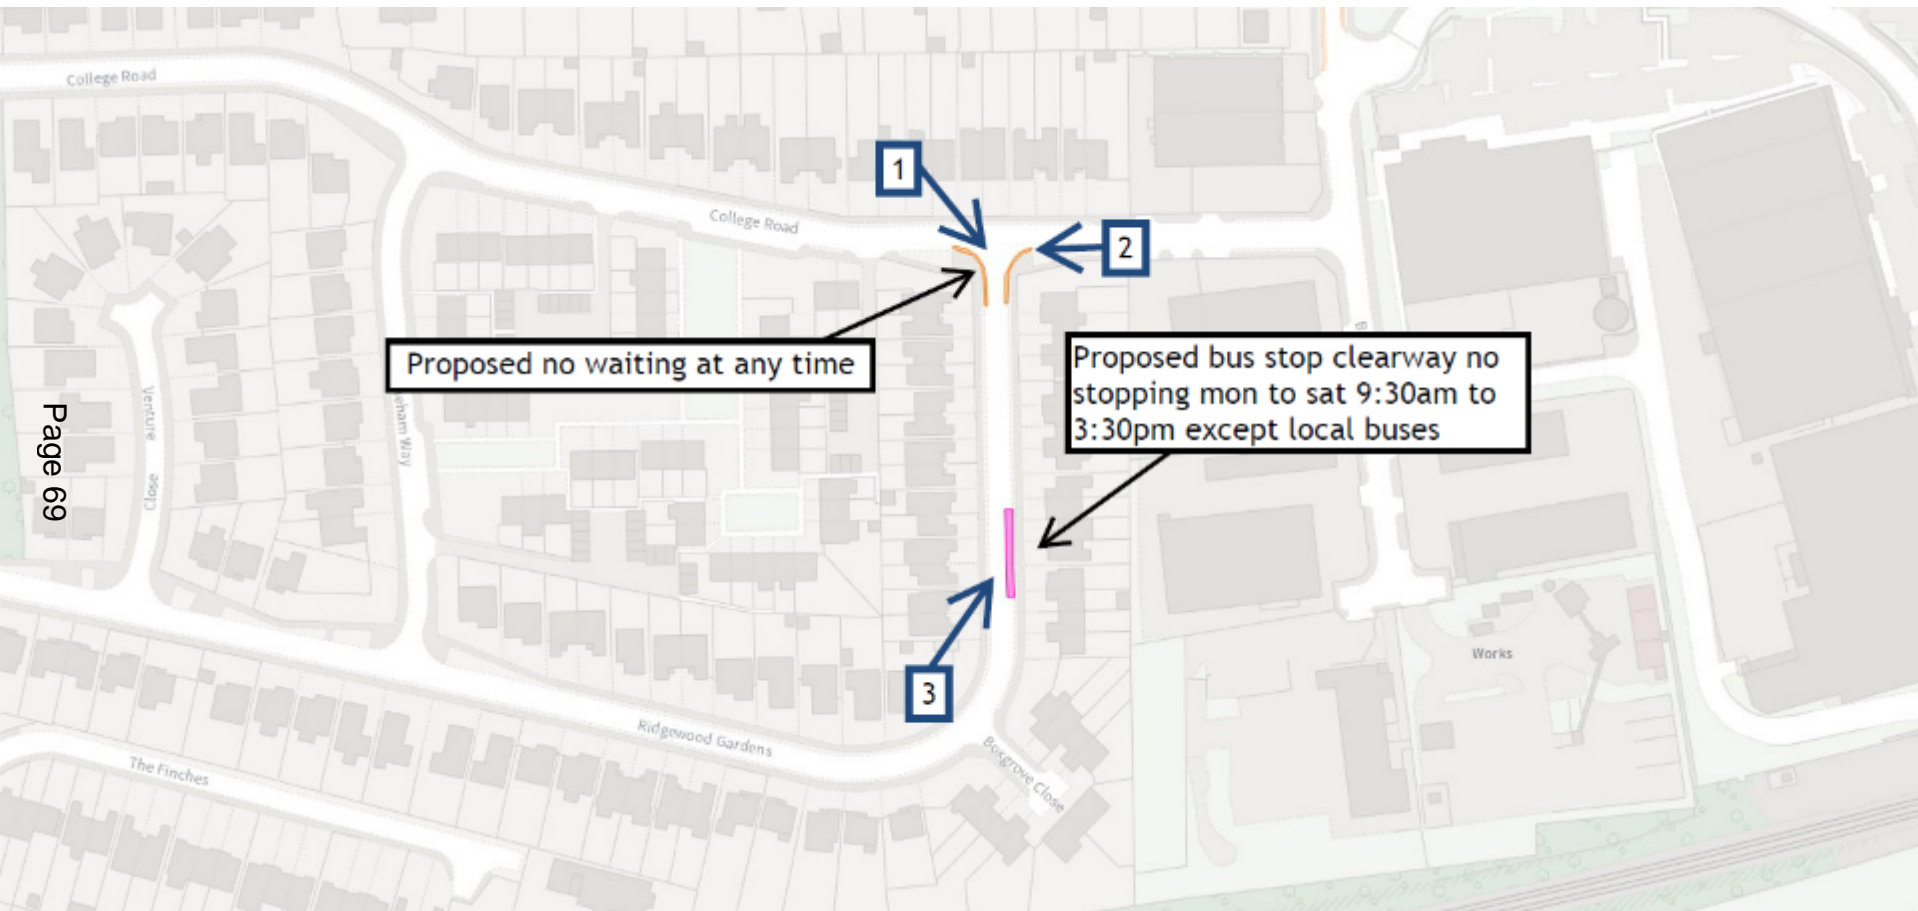 College Road
1
College Road
2
Proposed no waiting at any time
Proposed bus stop clearway no
stopping mon to sat 9:30am to
3:30pm except local buses
Venture Close
eham Way
Page 69
B
3
Works
Ridgewood Gardens
Boxgrove Close
The Finches